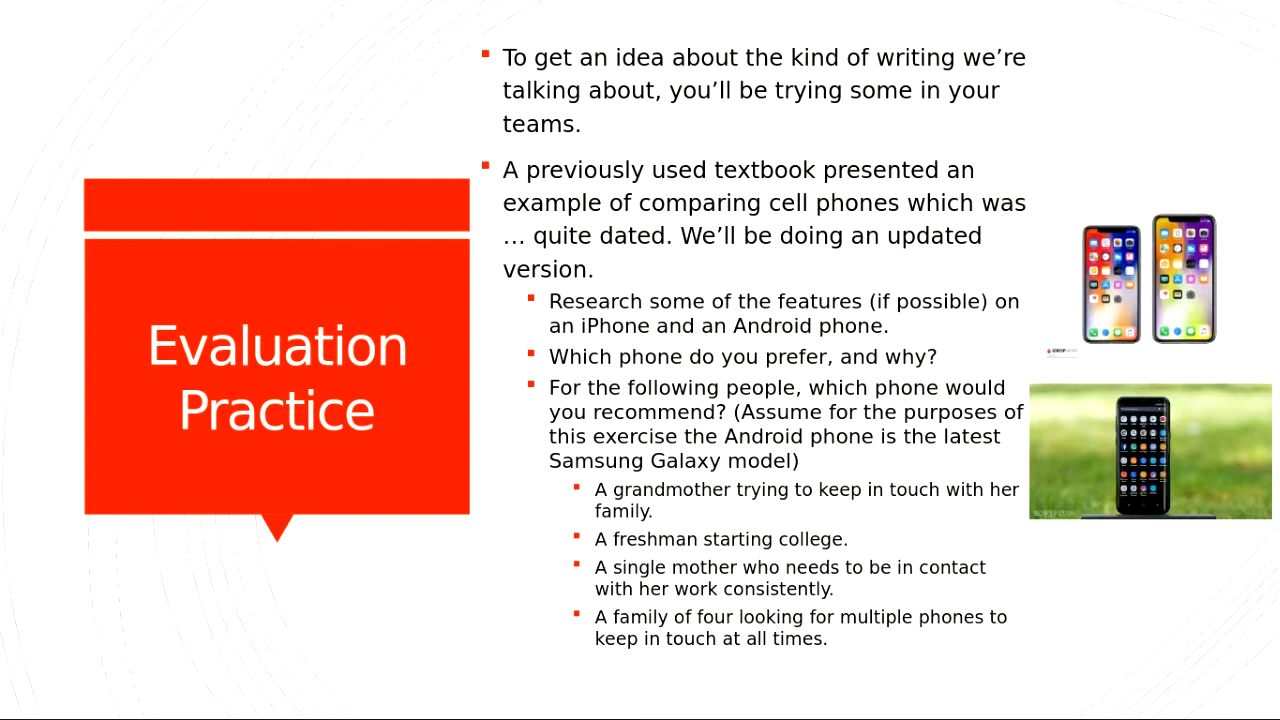 Evaluation
Practice
To get an idea about the kind of writing we’re
talking about, you’ll be trying some in your
teams.
A previously used textbook presented an
example of comparing cell phones which was
… quite dated. We’ll be doing an updated
version.
Research some of the features (if possible) on
an iPhone and an Android phone.
Which phone do you prefer, and why?
For the following people, which phone would
you recommend? (Assume for the purposes of
this exercise the Android phone is the latest
Samsung Galaxy model)
A grandmother trying to keep in touch with her
family.
A freshman starting college.
A single mother who needs to be in contact
with her work consistently.
A family of four looking for multiple phones to
keep in touch at all times.